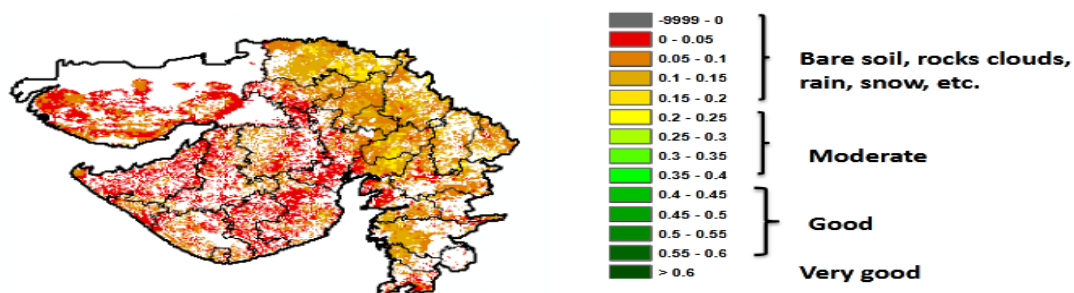 -9999 - 0
0 - 0.05
0.05 - 0.1
0.1 - 0.15
0.15 - 0.2
0.2 - 0.25
0.25 - 0.3
0.3 - 0.35
0.35 - 0.4
0.4 - 0.45
0.45 - 0.5
0.5 - 0.55
0.55 - 0.6
> 0.6
Bare soil, rocks clouds,
rain, snow, etc.
Moderate
Good
Very good